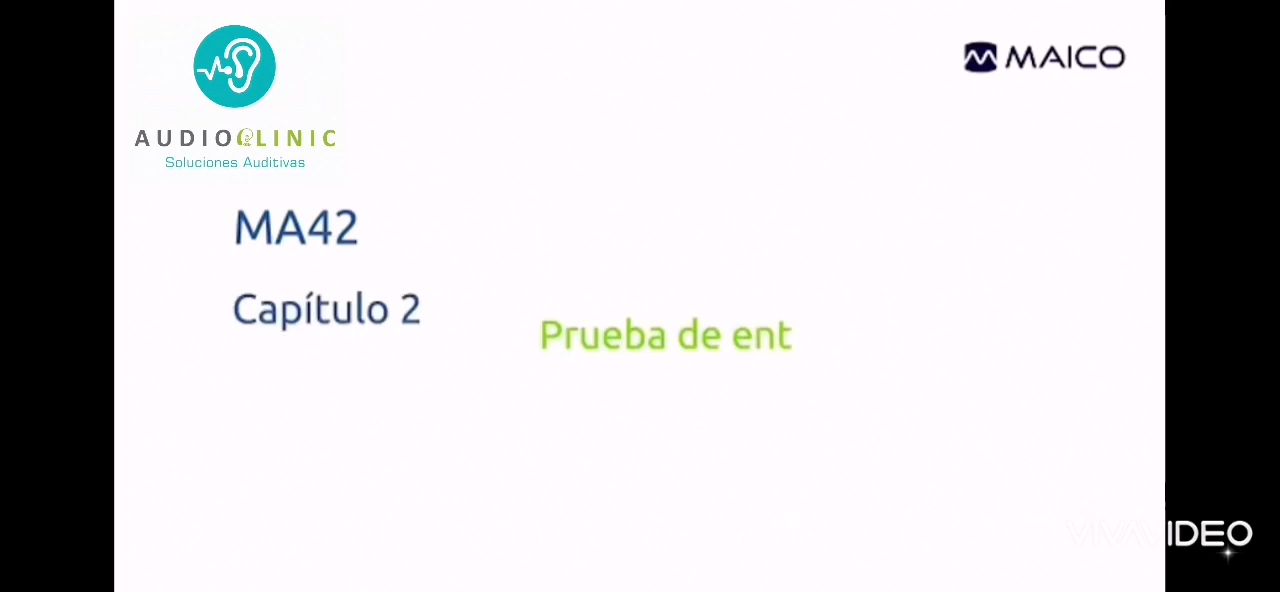 AUDIOCLINIC
Soluciones Auditivas
MAICO
MA42
Capítulo 2
Prueba de ent
VIVAVIDEO